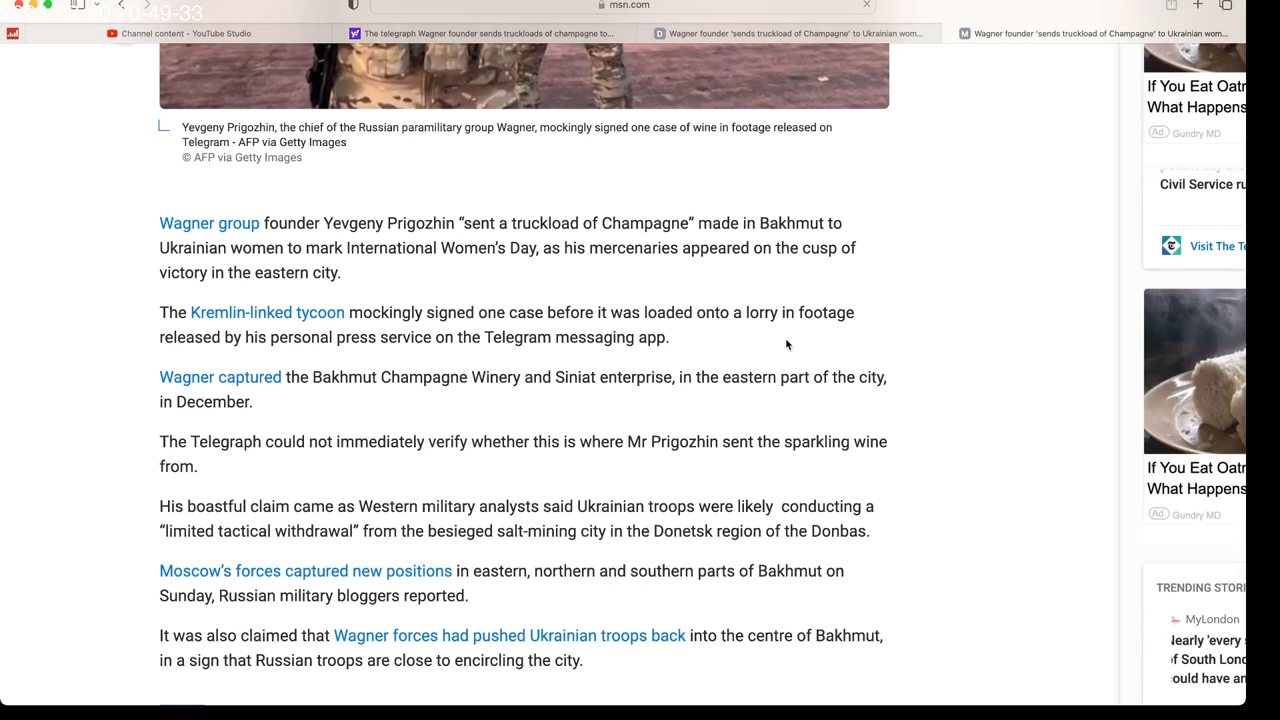 20-49-33
msn.com
Channel content - YouTube Studio
The telegraph Wagner founder sends truckloads of champagne to...
D Wagner founder 'sends truckload of Champagne' to Ukrainian wom...
M Wagner founder 'sends truckload of Champagne' to Ukrainian wom...
Yevgeny Prigozhin, the chief of the Russian paramilitary group Wagner, mockingly signed one case of wine in footage released on
Telegram - AFP via Getty Images
© AFP via Getty Images
Wagner group founder Yevgeny Prigozhin “sent a truckload of Champagne” made in Bakhmut to
Ukrainian women to mark International Women’s Day, as his mercenaries appeared on the cusp of
victory in the eastern city.
The Kremlin-linked tycoon mockingly signed one case before it was loaded onto a lorry in footage
released by his personal press service on the Telegram messaging app.
Wagner captured the Bakhmut Champagne Winery and Siniat enterprise, in the eastern part of the city,
in December.
The Telegraph could not immediately verify whether this is where Mr Prigozhin sent the sparkling wine
from.
His boastful claim came as Western military analysts said Ukrainian troops were likely  conducting a
“limited tactical withdrawal” from the besieged salt-mining city in the Donetsk region of the Donbas.
Moscow’s forces captured new positions in eastern, northern and southern parts of Bakhmut on
Sunday, Russian military bloggers reported.
It was also claimed that Wagner forces had pushed Ukrainian troops back into the centre of Bakhmut,
in a sign that Russian troops are close to encircling the city.
If You Eat Oatr
What Happens
Ad Gundry MD
Civil Service ru
Visit The Te
If You Eat Oatr
What Happens
Ad Gundry MD
TRENDING STORI
MyLondon
Nearly 'every s
of South Lond
could have an